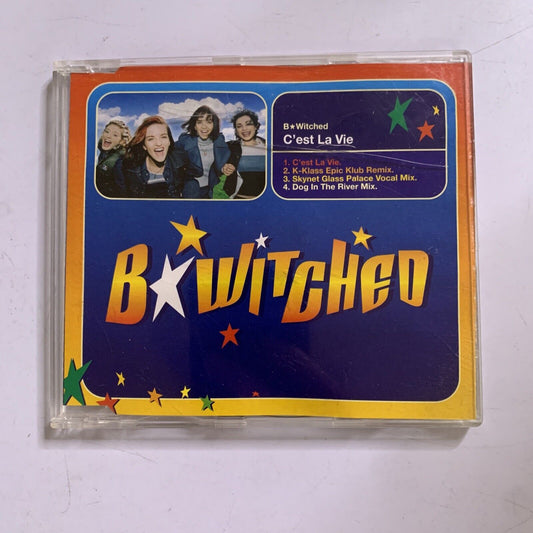 B★Witched
C'est La Vie
1. C'est La Vie.
2. K-Klass Epic Klub Remix.
3. Skynet Glass Palace Vocal Mix.
4. Dog In The River Mix.
B★WITCHED